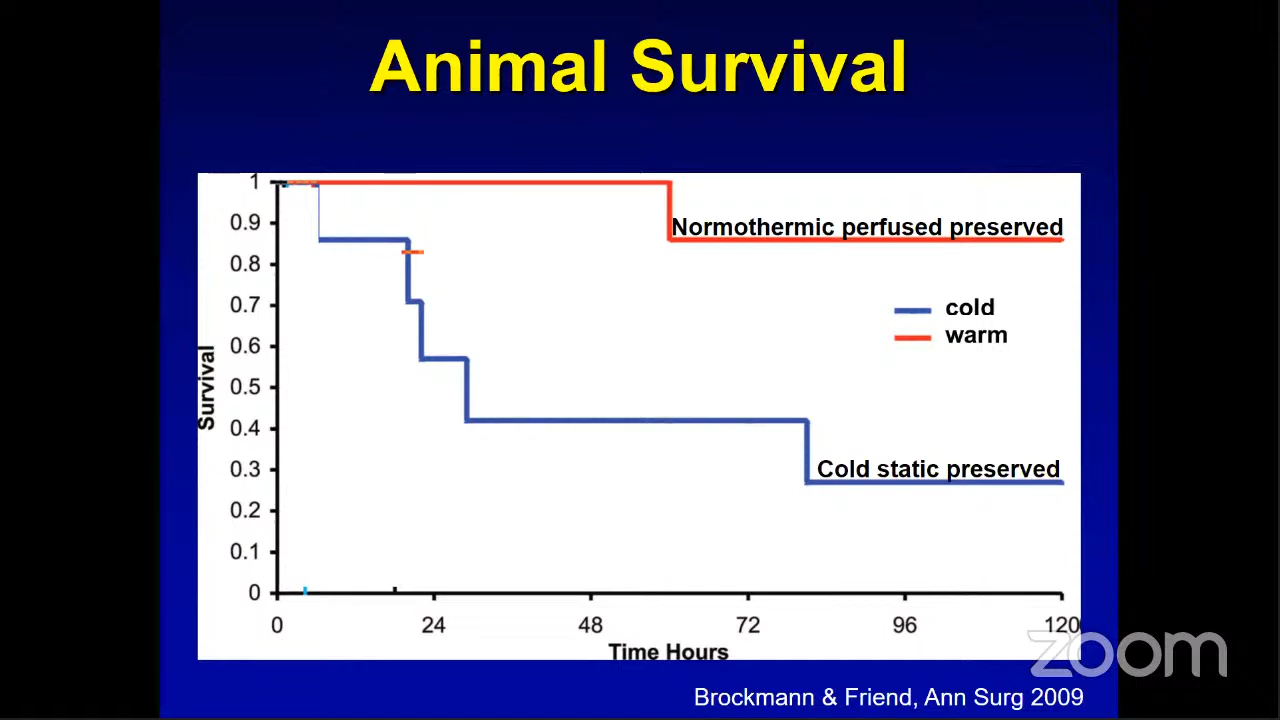 Animal Survival
1
0.9
0.8
0.7
0.6
0.5
0.4
0.3
0.2
0.1
0
Survival
Normothermic perfused preserved
cold
warm
Cold static preserved
0 24 48 72 96 120
Time Hours
zoom
Brockmann & Friend, Ann Surg 2009